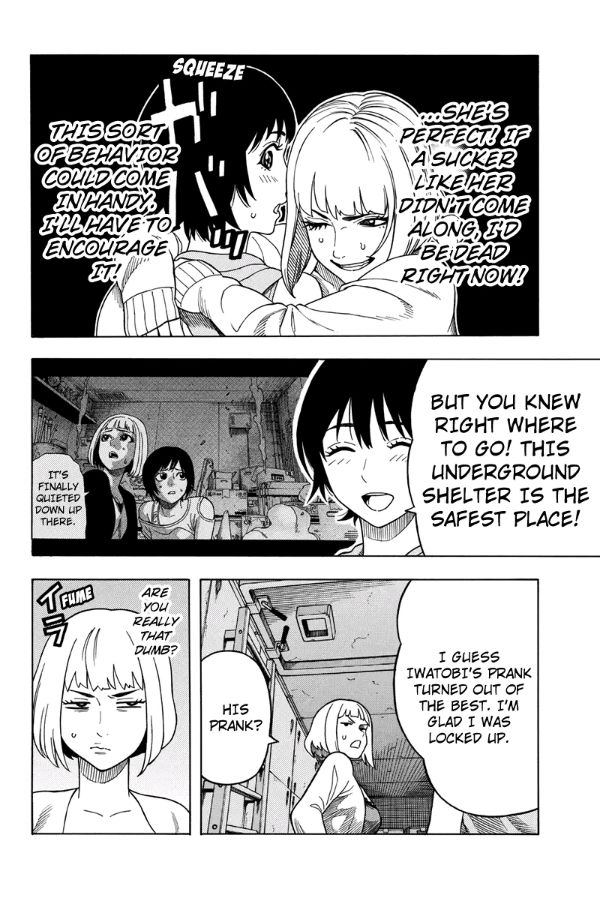 ...SHE'S
PERFECT! IF
A SUCKER
LIKE HER
DIDN'T COME
ALONG, I'D
BE DEAD
RIGHT NOW!
SQUEEZE
THIS SORT
OF BEHAVIOR
COULD COME
IN HANDY.
I'LL HAVE TO
ENCOURAGE
IT!
BUT YOU KNEW
RIGHT WHERE
TO GO! THIS
UNDERGROUND
SHELTER IS THE
SAFEST PLACE!
IT'S
FINALLY
QUIETED
DOWN UP
THERE.
I GUESS
IWATOBI'S PRANK
TURNED OUT OF
THE BEST. I'M
GLAD I WAS
LOCKED UP.
HIS
PRANK?
ARE
YOU
REALLY
THAT
DUMB?
イラ
FUME